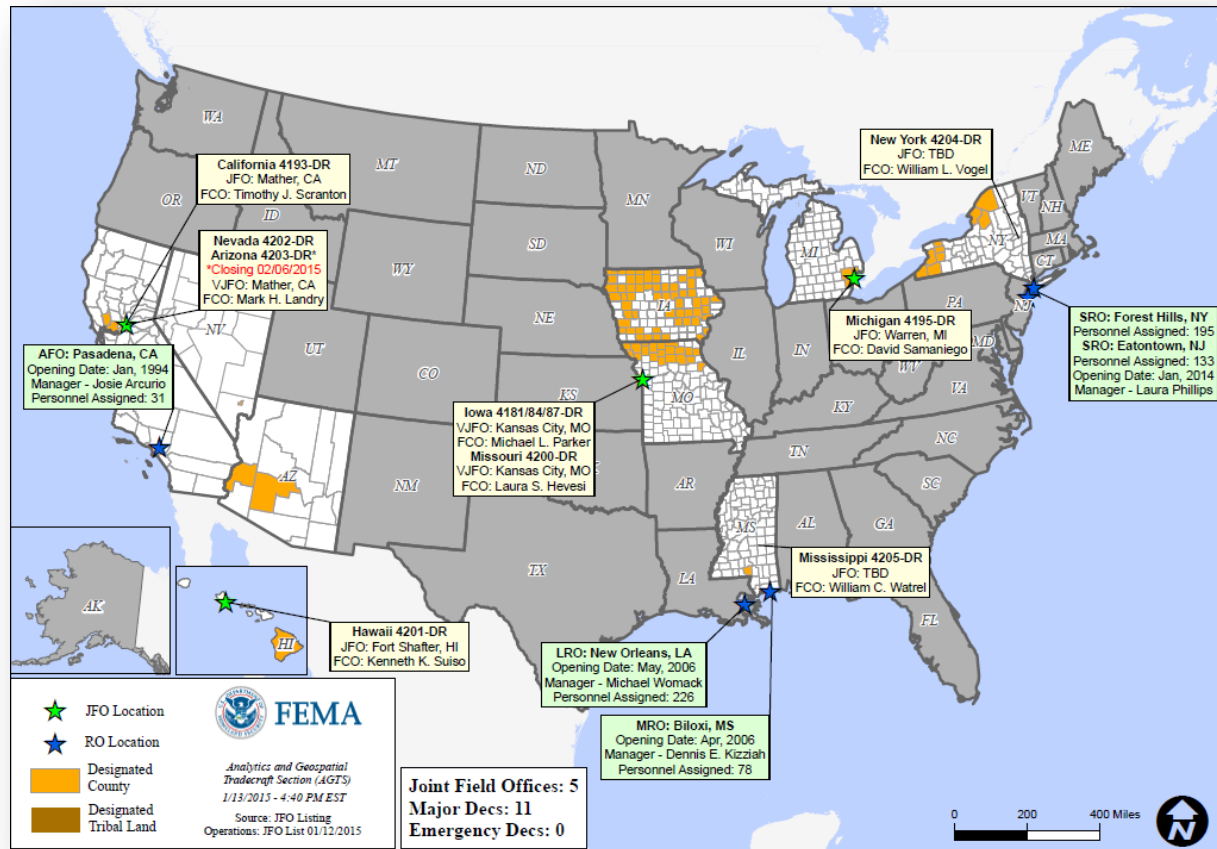 WA
MT
ND
MN
OR
ID
SD
WI
MI
ME
VT
NH
NY
MA
CT
WY
IA
PA
NJ
NV
UT
NE
IL
IN
MD
CO
KS
MO
WV
VA
KY
AZ
NM
AR
TN
NC
SC
TX
LA
MS
AL
GA
FL
AK
HI
California 4193-DR
JFO: Mather, CA
FCO: Timothy J. Scranton
Nevada 4202-DR
Arizona 4203-DR*
*Closing 02/06/2015
VJFO: Mather, CA
FCO: Mark H. Landry
AFO: Pasadena, CA
Opening Date: Jan, 1994
Manager - Josie Arcurio
Personnel Assigned: 31
New York 4204-DR
JFO: TBD
FCO: William L. Vogel
Michigan 4195-DR
JFO: Warren, MI
FCO: David Samaniego
SRO: Forest Hills, NY
Personnel Assigned: 195
SRO: Eatontown, NJ
Personnel Assigned: 133
Opening Date: Jan, 2014
Manager - Laura Phillips
Iowa 4181/84/87-DR
VJFO: Kansas City, MO
FCO: Michael L. Parker
Missouri 4200-DR
VJFO: Kansas City, MO
FCO: Laura S. Hevesi
Mississippi 4205-DR
JFO: TBD
FCO: William C. Watrel
Hawaii 4201-DR
JFO: Fort Shafter, HI
FCO: Kenneth K. Suiso
LRO: New Orleans, LA
Opening Date: May, 2006
Manager - Michael Womack
Personnel Assigned: 226
MRO: Biloxi, MS
Opening Date: Apr, 2006
Manager - Dennis E. Kizziah
Personnel Assigned: 78
JFO Location
RO Location
Designated
County
Designated
Tribal Land
FEMA
Analytics and Geospatial
Tradecraft Section (AGTS)
1/13/2015 - 4:40 PM EST
Source: JFO Listing
Operations: JFO List 01/12/2015
Joint Field Offices: 5
Major Decs: 11
Emergency Decs: 0
0 200 400 Miles
N